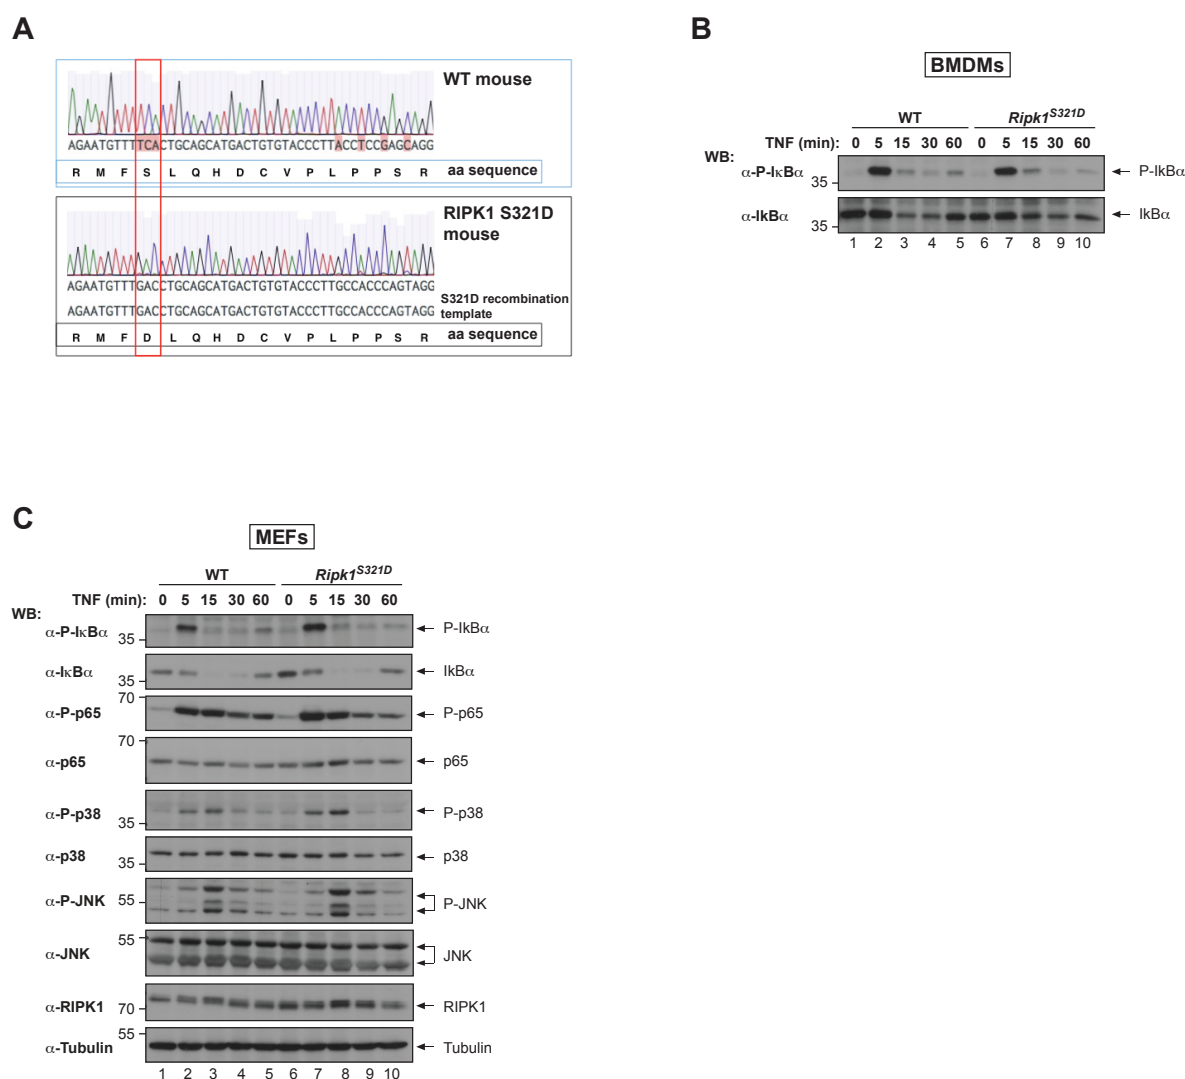 A
WT mouse
AGAATGTTTTCACTGCAGCATGACTGTGTACCCTTACCTCCGAGCAGG
R M F S L Q H D C V P L P P S R aa sequence
RIPK1 S321D
mouse
AGAATGTTTGACCTGCAGCATGACTGTGTACCCTTGCCACCCAGTAGG
S321D recombination
template
AGAATGTTTGACCTGCAGCATGACTGTGTACCCTTGCCACCCAGTAGG
R M F D L Q H D C V P L P P S R aa sequence
B
BMDMs
WT Ripk1S321D
TNF (min): 0 5 15 30 60 0 5 15 30 60
WB:
α-P-IκBα 35 P-IkBα
α-IκBα 35 IkBα
1 2 3 4 5 6 7 8 9 10
C
MEFs
WT Ripk1S321D
TNF (min): 0 5 15 30 60 0 5 15 30 60
WB:
α-P-IκBα 35 P-IkBα
α-IκBα 35 IkBα
α-P-p65 70 P-p65
α-p65 70 p65
α-P-p38 35 P-p38
α-p38 35 p38
α-P-JNK 55 P-JNK
α-JNK 55 JNK
α-RIPK1 70 RIPK1
α-Tubulin 55 Tubulin
1 2 3 4 5 6 7 8 9 10